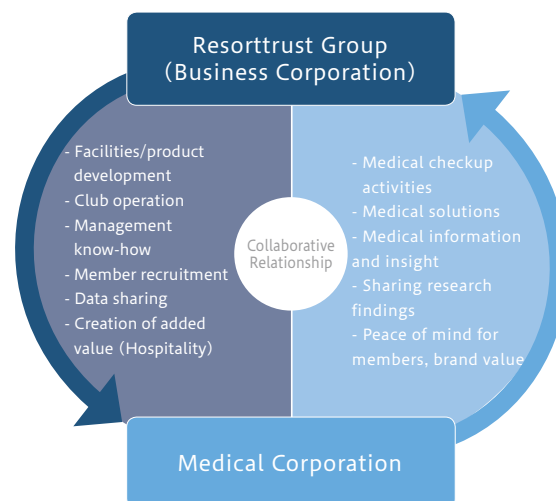 Resorttrust Group
(Business Corporation)
- Facilities/product
development
- Club operation
- Management
know-how
- Member recruitment
- Data sharing
- Creation of added
value (Hospitality)
Collaborative
Relationship
- Medical checkup
activities
- Medical solutions
- Medical information
and insight
- Sharing research
findings
- Peace of mind for
members, brand value
Medical Corporation